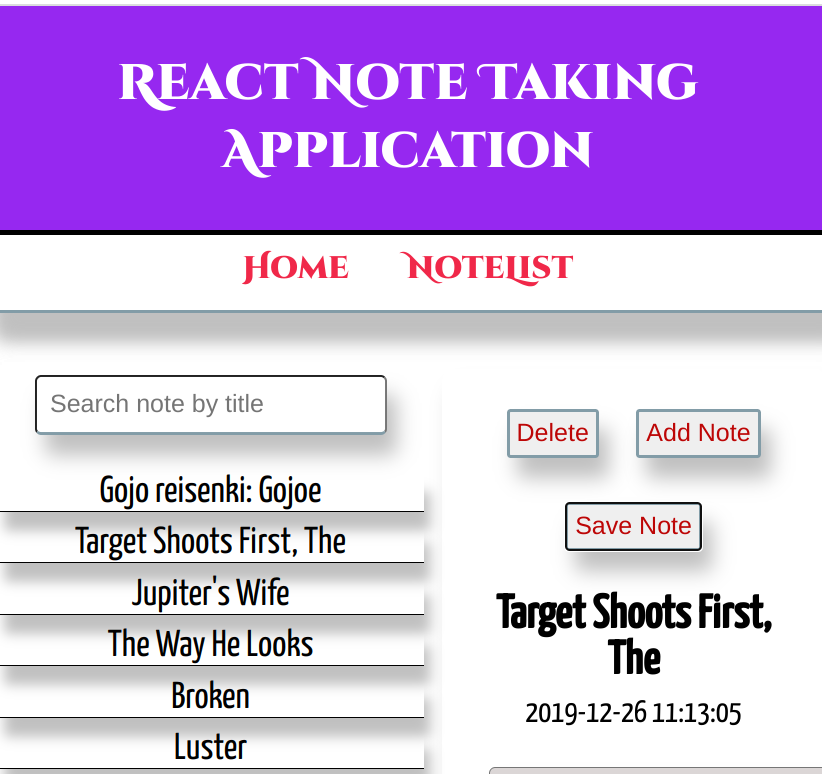 React Note Taking
Application
Home NoteList
Search note by title
Gojo reisenki: Gojoe
Target Shoots First, The
Jupiter's Wife
The Way He Looks
Broken
Luster
Delete Add Note
Save Note
Target Shoots First,
The
2019-12-26 11:13:05